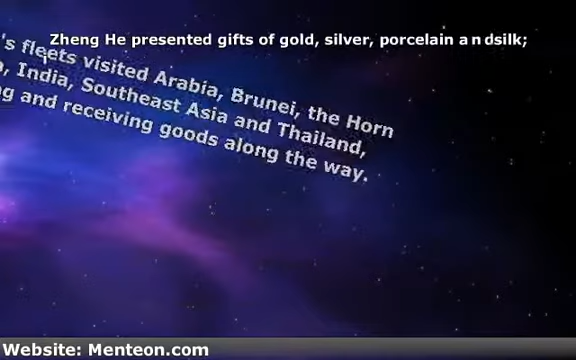 Zheng He presented gifts of gold, silver, porcelain a n dsilk;
's fleets visited Arabia, Brunei, the Horn
, India, Southeast Asia and Thailand,
g and receiving goods along the way.
Website: Menteon.com